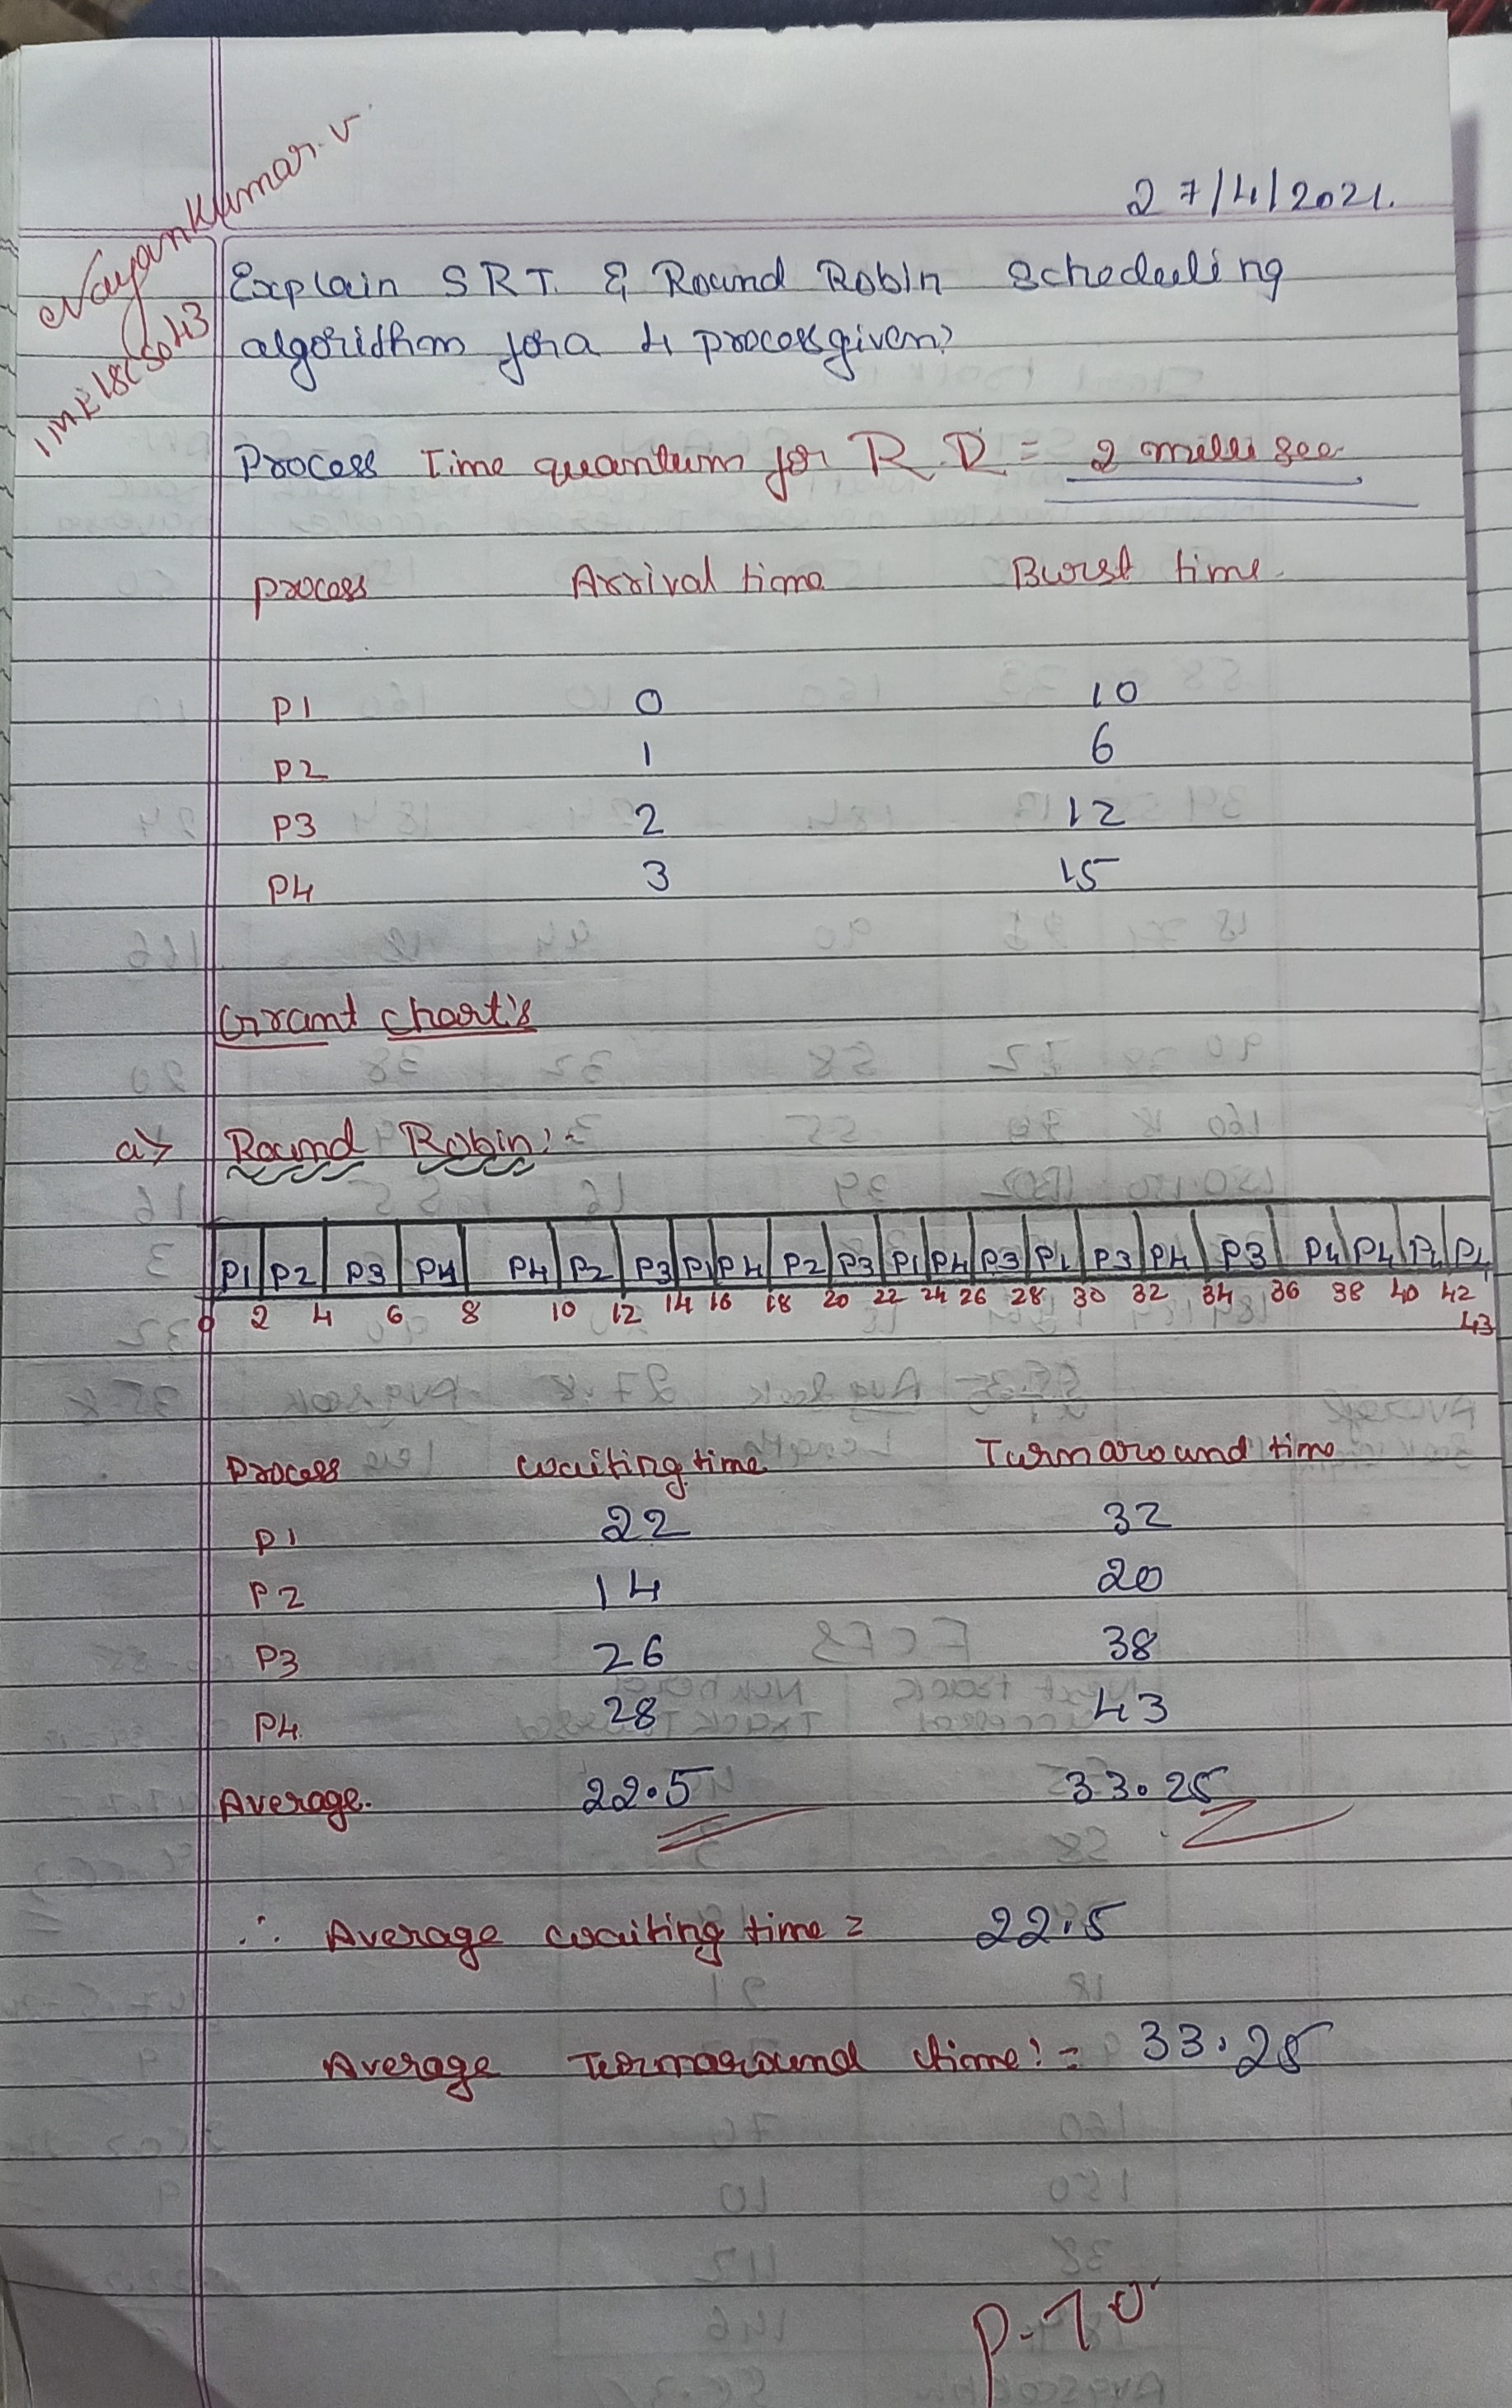 27/4/2021.
Nayankumar.v
Explain SRT. & Round Robin Scheduling
algorithm for a 4 process given?
Process Time quantum for R.R = 2 milli sec
process Arrival time Burst time.
P1 0 10
P2 1 6
P3 2 12
P4 3 15
Grant chart's
a> Round Robin:-
P1 P2 P3 P4 P4 P2 P3 P1 P4 P2 P3 P1 P4 P3 P1 P3 P4 P3 P4 P4 P4 P4
0 2 4 6 8 10 12 14 16 18 20 22 24 26 28 30 32 34 36 38 40 42
43
Process waiting time Turnaround time
P1 22 32
P2 14 20
P3 26 38
P4 28 43
Average. 22.5 33.25
∴ Average waiting time = 22.5
Average Turnaround time:= 33.25